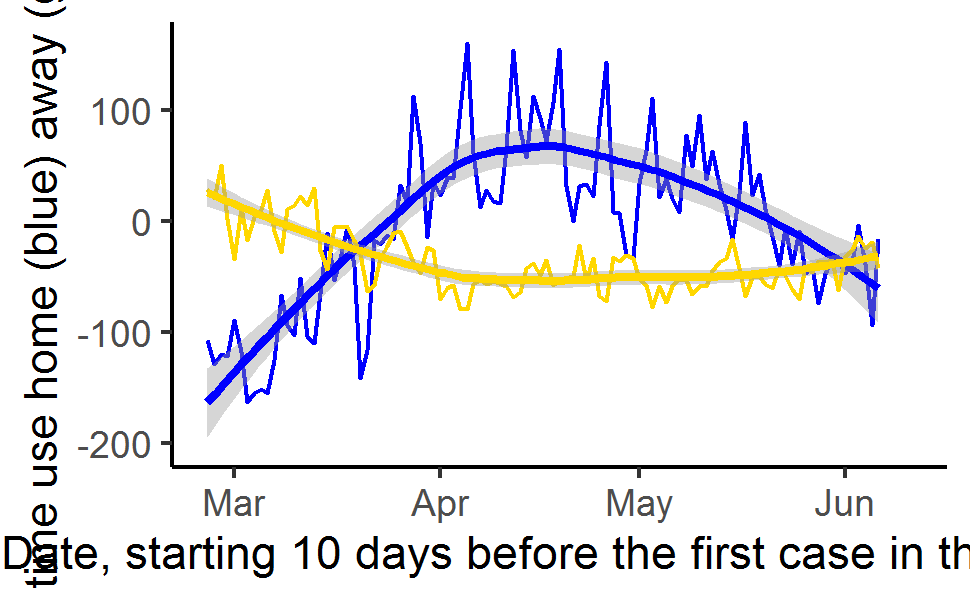 time use home (blue) away (
100
0
-100
-200
Mar Apr May Jun
Date, starting 10 days before the first case in th